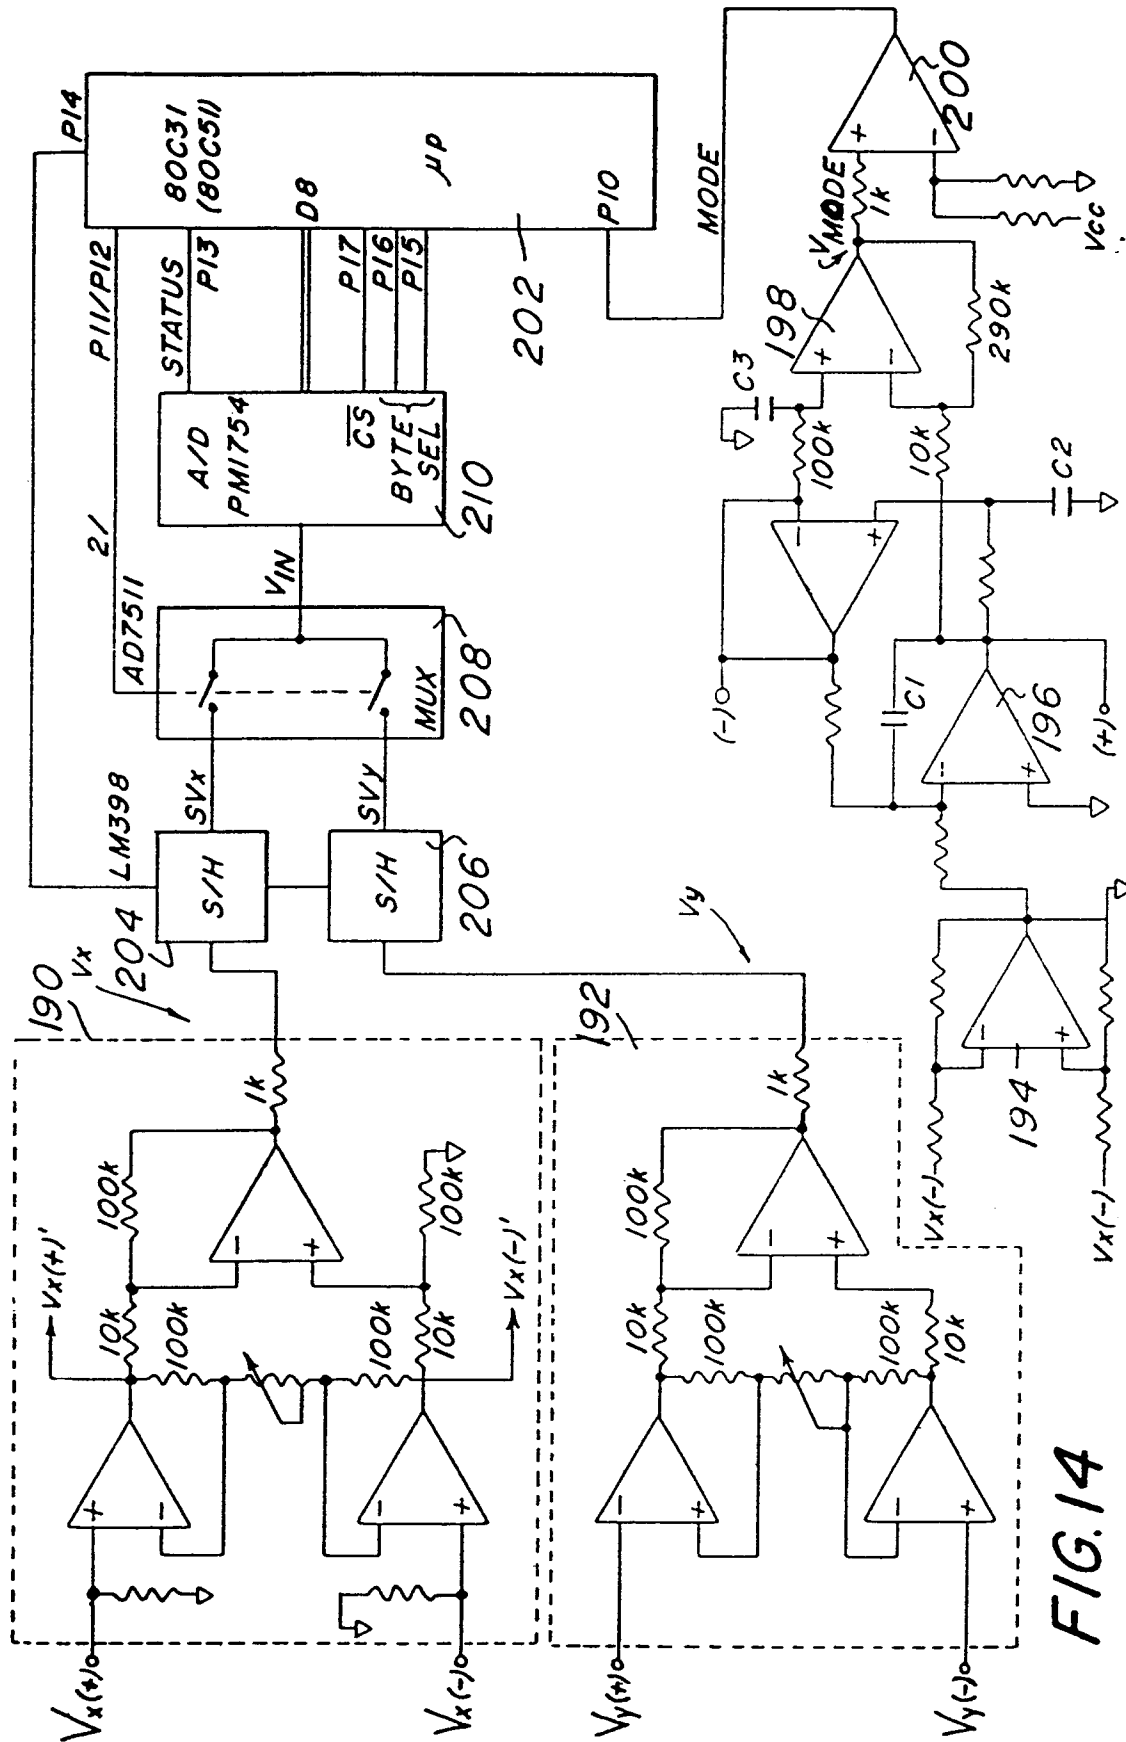 190
Vx
204
LM398
AD7511
2/
P11/P12
P14
Vx(+)
Vx(+)'
10k
100k
100k
1k
S/H
SVx
A/D
PM1754
STATUS
P13
80C31
(80C51)
D8
100k
10k
100k
Vx(-)
Vx(-)'
S/H
SVy
206
MUX
208
VIN
CS
BYTE
SEL
210
P17
P16
P15
µP
P10
202
192
Vy
Vy(+)
10k
100k
100k
1k
100k
10k
Vy(-)
MODE
(-)
C3
100k
198
VMODE
1k
10k
290k
200
Vcc
C1
196
(+)
C2
Vx(-)
194
Vx(-)
FIG. 14
+
-
-
+
-
+
-
+
-
+
-
+
-
+
-
+
-
+
+
-
+
-